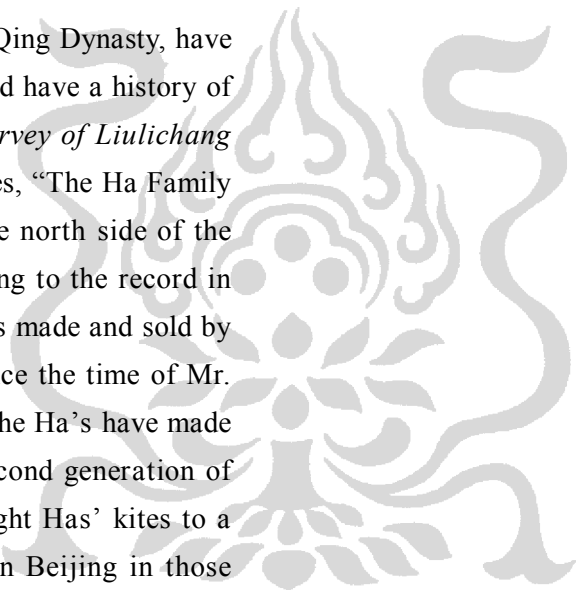 Qing Dynasty, have
d have a history of
rvey of Liulichang
es, “The Ha Family
e north side of the
ng to the record in
s made and sold by
ce the time of Mr.
he Ha’s have made
cond generation of
ght Has’ kites to a
n Beijing in those